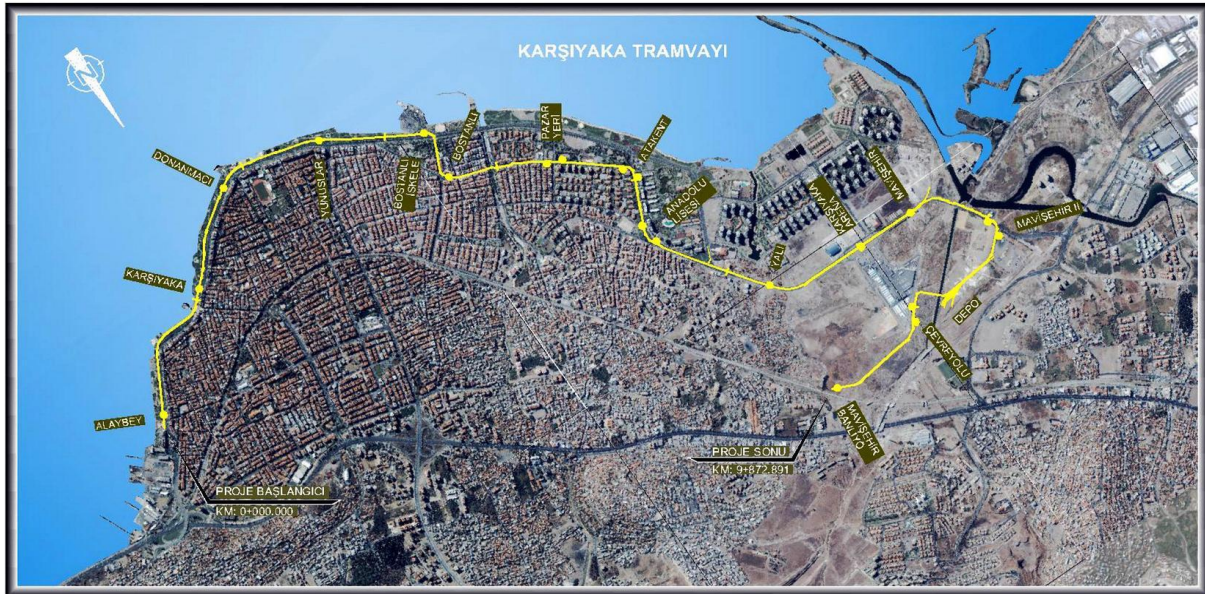 KARŞIYAKA TRAMVAYI
N
ALAYBEY
KARŞIYAKA
DONANMACI
YUNUSLAR
BOSTANLI
İSKELE
BOSTANLI
PAZAR
YERİ
ATAKENT
ANADOLU
LİSESİ
YALI
KARŞIYAKA
ARENA
MAVİŞEHİR
MAVİŞEHİR II
DEPO
ÇEVREYOLU
MAVİŞEHİR
BANLİYÖ
PROJE SONU
KM: 9+872.891
PROJE BAŞLANGICI
KM: 0+000.000